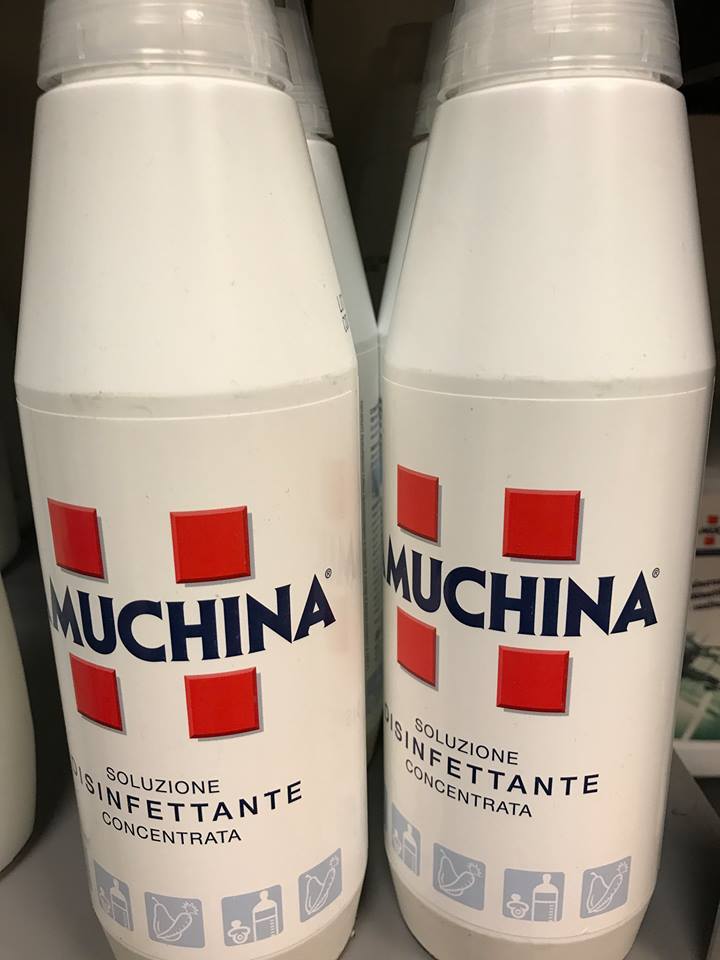 AMUCHINA®
SOLUZIONE
DISINFETTANTE
CONCENTRATA
AMUCHINA®
SOLUZIONE
DISINFETTANTE
CONCENTRATA